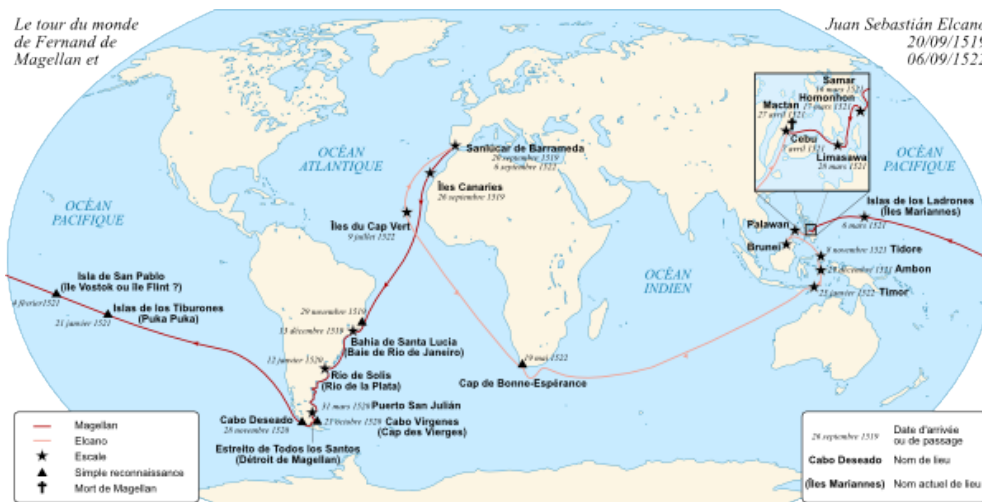 Le tour du monde
de Fernand de
Magellan et
Juan Sebastián Elcano
20/09/1519
06/09/1522
Samar
16 mars 1521
Homonhon
17 mars 1521
Mactan
27 avril 1521
Cebu
7 avril 1521
Limasawa
28 mars 1521
OCÉAN
ATLANTIQUE
OCÉAN
PACIFIQUE
OCÉAN
PACIFIQUE
OCÉAN
INDIEN
Sanlúcar de Barrameda
20 septembre 1519
6 septembre 1522
Îles Canaries
26 septembre 1519
Îles du Cap Vert
9 juillet 1522
Islas de los Ladrones
(Îles Mariannes)
6 mars 1521
Palawan
Brunei
8 novembre 1521
Tidore
29 décembre 1521
Ambon
25 janvier 1522
Timor
Isla de San Pablo
(île Vostok ou île Flint ?)
4 février 1521
Islas de los Tiburones
(Puka Puka)
21 janvier 1521
29 novembre 1519
13 décembre 1519
Bahia de Santa Lucia
(Baie de Rio de Janeiro)
12 janvier 1520
Rio de Solis
(Rio de la Plata)
19 mai 1522
Cap de Bonne-Espérance
31 mars 1520
Puerto San Julián
Cabo Deseado
28 novembre 1520
21 octobre 1520
Cabo Virgenes
(Cap des Vierges)
Estreito de Todos los Santos
(Détroit de Magellan)
Magellan
Elcano
Escale
Simple reconnaissance
Mort de Magellan
26 septembre 1519
Date d'arrivée
ou de passage
Cabo Deseado
Nom de lieu
(Îles Mariannes)
Nom actuel de lieu